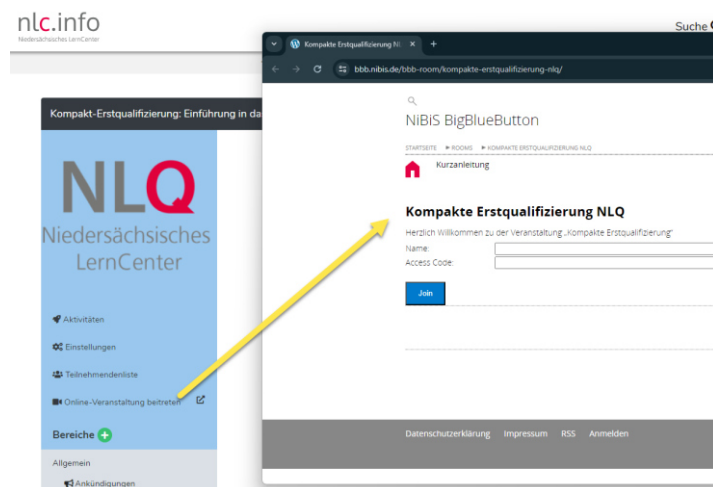 nlc.info
Niedersächsisches LernCenter
Suche
Kompakt-Erstqualifizierung: Einführung in da
NLQ
Niedersächsisches
LernCenter
Aktivitäten
Einstellungen
Teilnehmendenliste
Online-Veranstaltung beitreten
Bereiche
Allgemein
Ankündigungen
Kompakte Erstqualifizierung NL
bbb.nibis.de/bbb-room/kompakte-erstqualifizierung-nlq/
NiBiS BigBlueButton
STARTSEITE ROOMS KOMPAKTE ERSTQUALIFIZIERUNG NLQ
Kurzanleitung
Kompakte Erstqualifizierung NLQ
Herzlich Willkommen zu der Veranstaltung „Kompakte Erstqualifizierung"
Name:
Access Code:
Join
Datenschutzerklärung Impressum RSS Anmelden